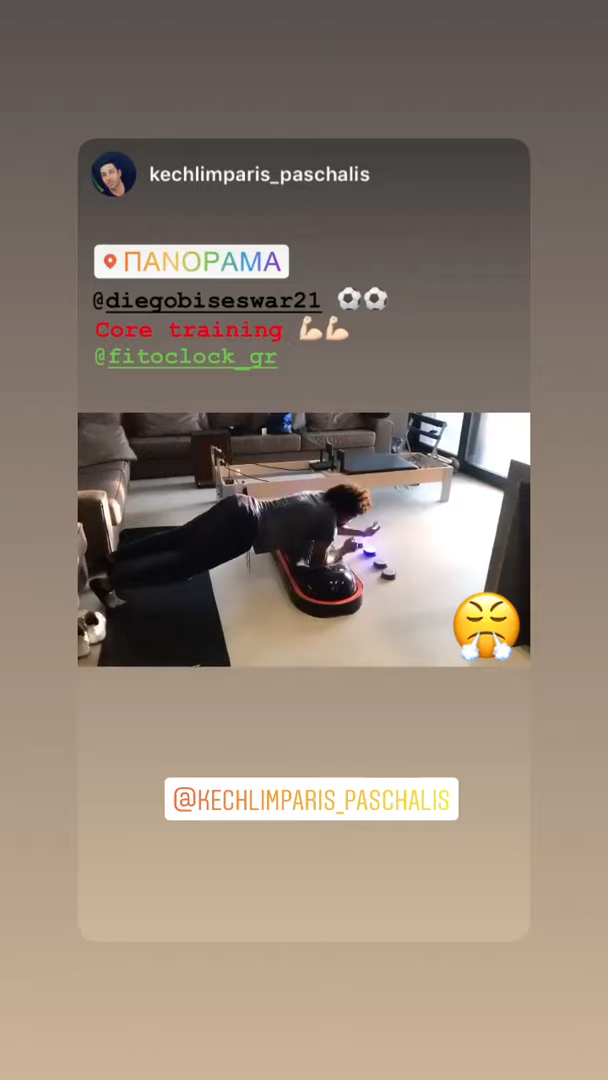 kechlimparis_paschalis
ΠΑΝΟΡΑΜΑ
@diegobiseswar21 ⚽⚽
Core training 💪🏻💪🏻
@fitoclock_gr
@KECHLIMPARIS_PASCHALIS